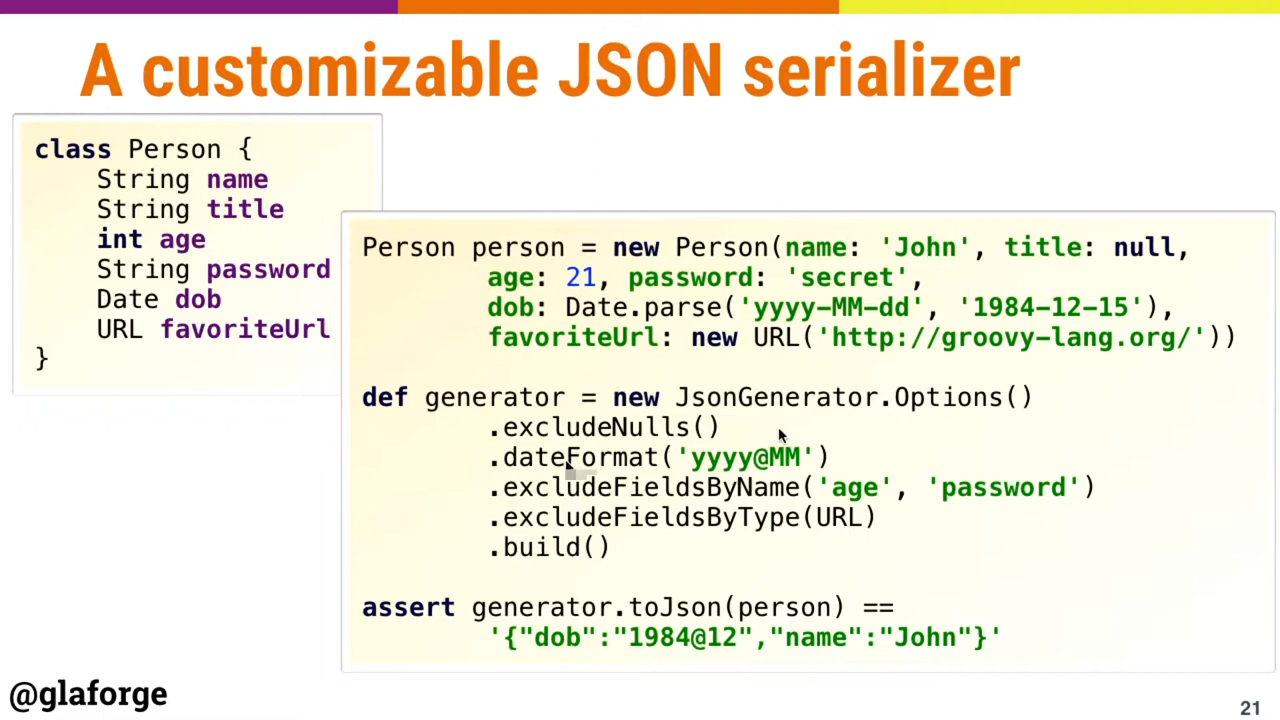 A customizable JSON serializer
class Person {
    String name
    String title
    int age
    String password
    Date dob
    URL favoriteUrl
}
Person person = new Person(name: 'John', title: null,
        age: 21, password: 'secret',
        dob: Date.parse('yyyy-MM-dd', '1984-12-15'),
        favoriteUrl: new URL('http://groovy-lang.org/'))
def generator = new JsonGenerator.Options()
        .excludeNulls()
        .dateFormat('yyyy@MM')
        .excludeFieldsByName('age', 'password')
        .excludeFieldsByType(URL)
        .build()
assert generator.toJson(person) ==
        '{"dob":"1984@12","name":"John"}'
@glaforge
21